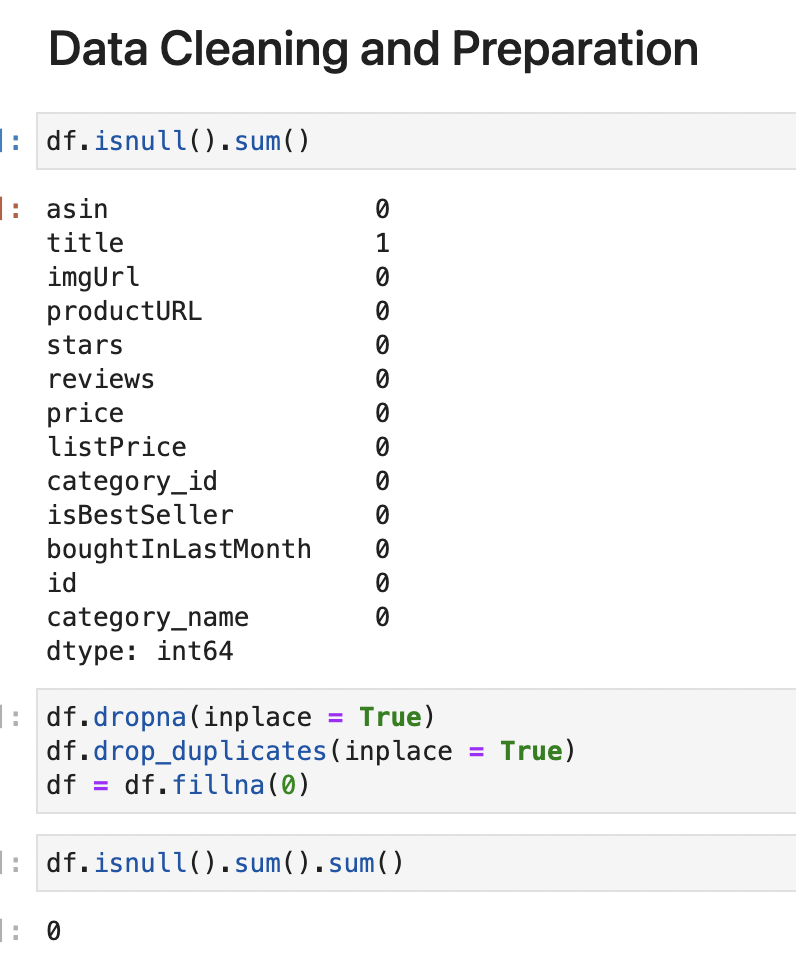 Data Cleaning and Preparation
]: df.isnull().sum()
]: asin 0
title 1
imgUrl 0
productURL 0
stars 0
reviews 0
price 0
listPrice 0
category_id 0
isBestSeller 0
boughtInLastMonth 0
id 0
category_name 0
dtype: int64
]: df.dropna(inplace = True)
df.drop_duplicates(inplace = True)
df = df.fillna(0)
]: df.isnull().sum().sum()
]: 0